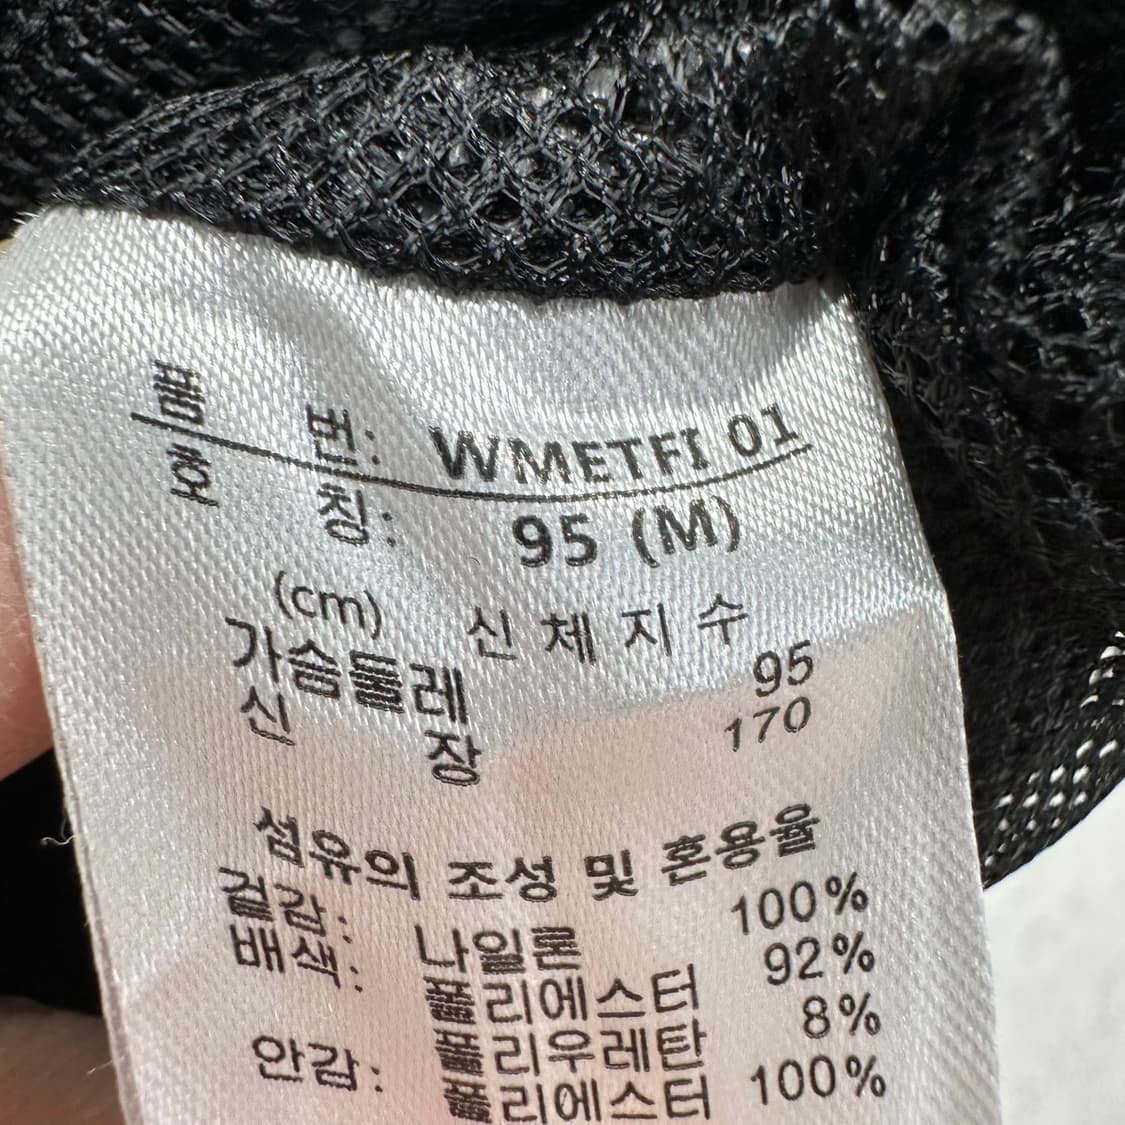 품 번: WMETFI 01
호 칭: 95 (M)
(cm) 신체지수
가슴둘레 95
신 장 170
섬유의 조성 및 혼용율
겉감: 나일론 100%
배색: 폴리에스터 92%
폴리우레탄 8%
안감: 폴리에스터 100%